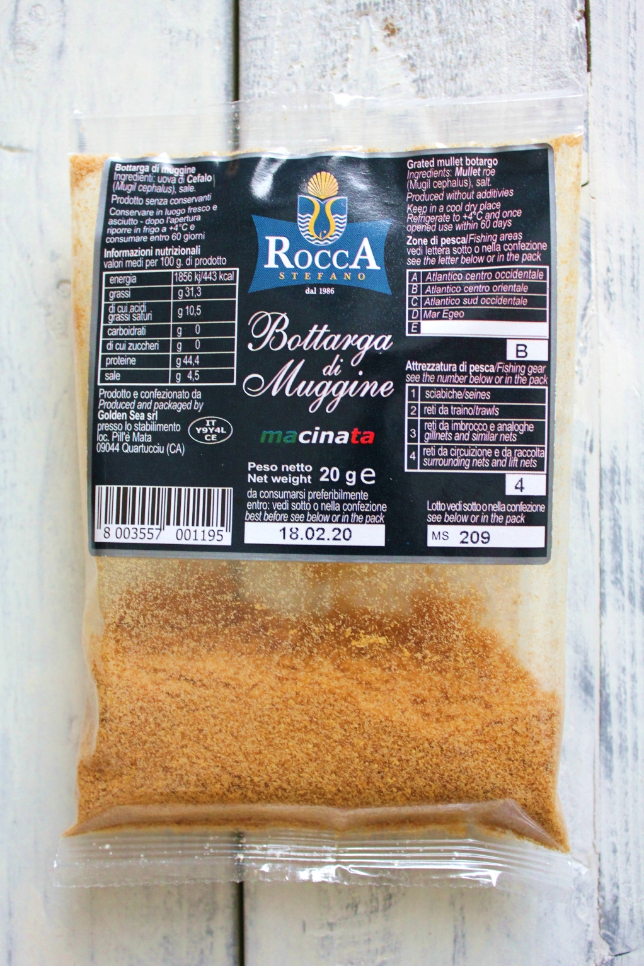 Bottarga di muggine
Ingredienti: uova di Cefalo
(Mugil cephalus), sale.
Prodotto senza conservanti
Conservare in luogo fresco e
asciutto - dopo l'apertura
riporre in frigo a +4°C e
consumare entro 60 giorni
Informazioni nutrizionali
valori medi per 100 g. di prodotto
energia 1856 kj/443 kcal
grassi g 31,3
di cui acidi
grassi saturi g 10,5
carboidrati g 0
di cui zuccheri g 0
proteine g 44,4
sale g 4,5
Prodotto e confezionato da
Produced and packaged by
Golden Sea srl
presso lo stabilimento
loc. Pill'e Mata
09044 Quartucciu (CA)
IT
Y9Y4L
CE
8 003557 001195
ROCCA
STEFANO
dal 1986
Bottarga
di
Muggine
macinata
Peso netto
Net weight 20 g e
da consumarsi preferibilmente
entro: vedi sotto o nella confezione
best before see below or in the pack
18.02.20
Grated mullet botargo
Ingredients: Mullet roe
(Mugil cephalus), salt.
Produced without additivies
Keep in a cool dry place
Refrigerate to +4°C and once
opened use within 60 days
Zone di pesca/Fishing areas
vedi lettera sotto o nella confezione
see the letter below or in the pack
A Atlantico centro occidentale
B Atlantico centro orientale
C Atlantico sud occidentale
D Mar Egeo
E
B
Attrezzatura di pesca/Fishing gear
see the number below or in the pack
1 sciabiche/seines
2 reti da traino/trawls
3 reti da imbrocco e analoghe
gillnets and similar nets
4 reti da circuizione e da raccolta
surrounding nets and lift nets
4
Lotto vedi sotto o nella confezione
see below or in the pack
MS 209